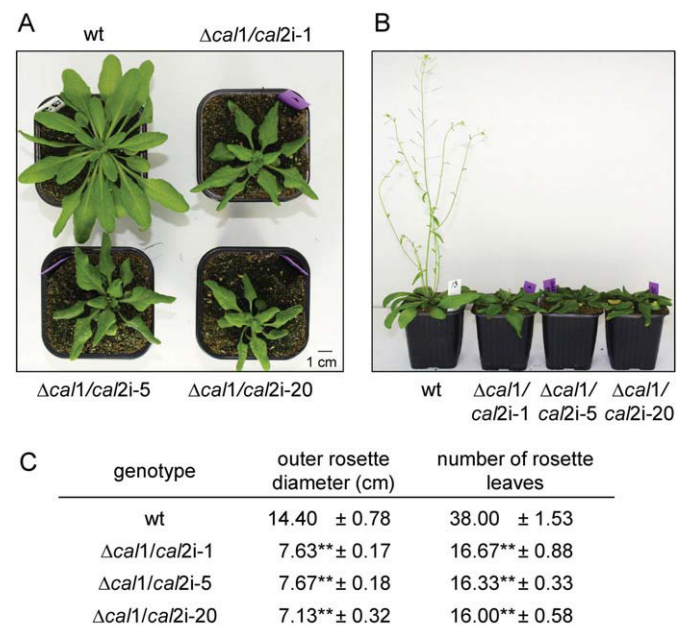 A
wt Δcal1/cal2i-1
Δcal1/cal2i-5 Δcal1/cal2i-20
1 cm
B
wt Δcal1/ Δcal1/ Δcal1/
cal2i-1 cal2i-5 cal2i-20
C
genotype outer rosette diameter (cm) number of rosette leaves
wt 14.40 ± 0.78 38.00 ± 1.53
Δcal1/cal2i-1 7.63**± 0.17 16.67**± 0.88
Δcal1/cal2i-5 7.67**± 0.18 16.33**± 0.33
Δcal1/cal2i-20 7.13**± 0.32 16.00**± 0.58